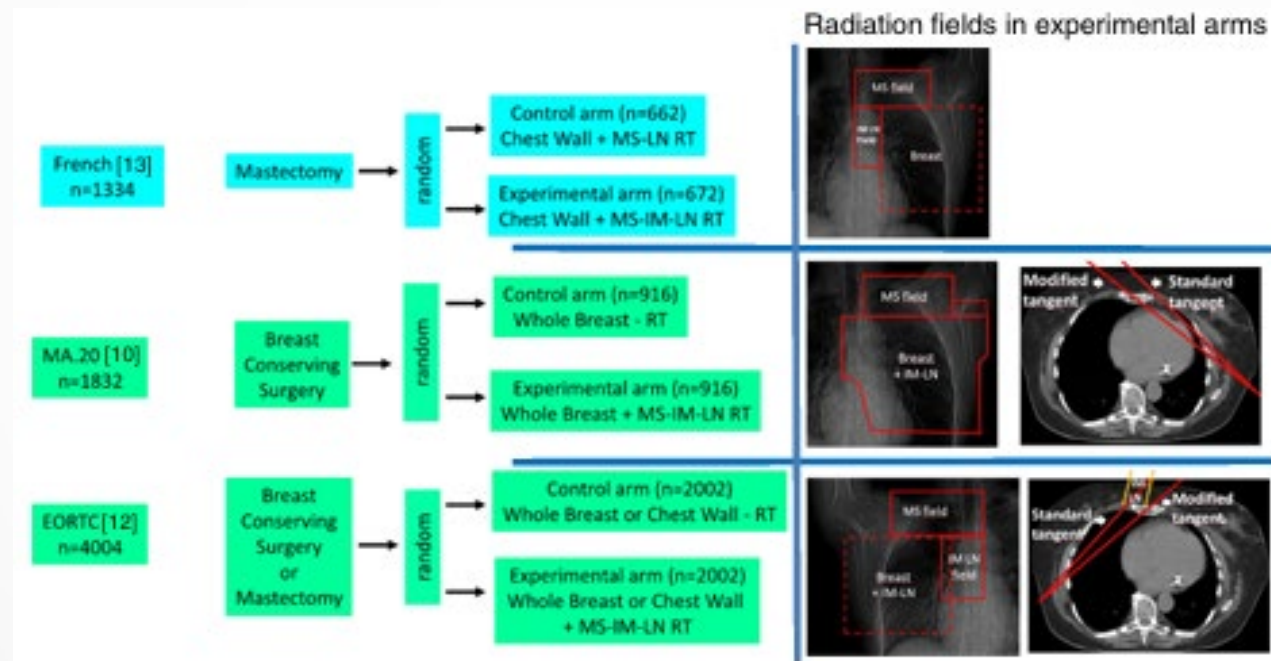 Radiation fields in experimental arms
French [13]
n=1334
Mastectomy
random
Control arm (n=662)
Chest Wall + MS-LN RT
Experimental arm (n=672)
Chest Wall + MS-IM-LN RT
MS field
IM LN
field
Breast
MA.20 [10]
n=1832
Breast
Conserving
Surgery
random
Control arm (n=916)
Whole Breast - RT
Experimental arm (n=916)
Whole Breast + MS-IM-LN RT
MS field
Breast
+ IM-LN
Modified
tangent
Standard
tangent
X
EORTC [12]
n=4004
Breast
Conserving
Surgery
or
Mastectomy
random
Control arm (n=2002)
Whole Breast or Chest Wall - RT
Experimental arm (n=2002)
Whole Breast or Chest Wall
+ MS-IM-LN RT
MS field
IM LN
field
Breast
+ IM-LN
Standard
tangent
Modified
tangent
X